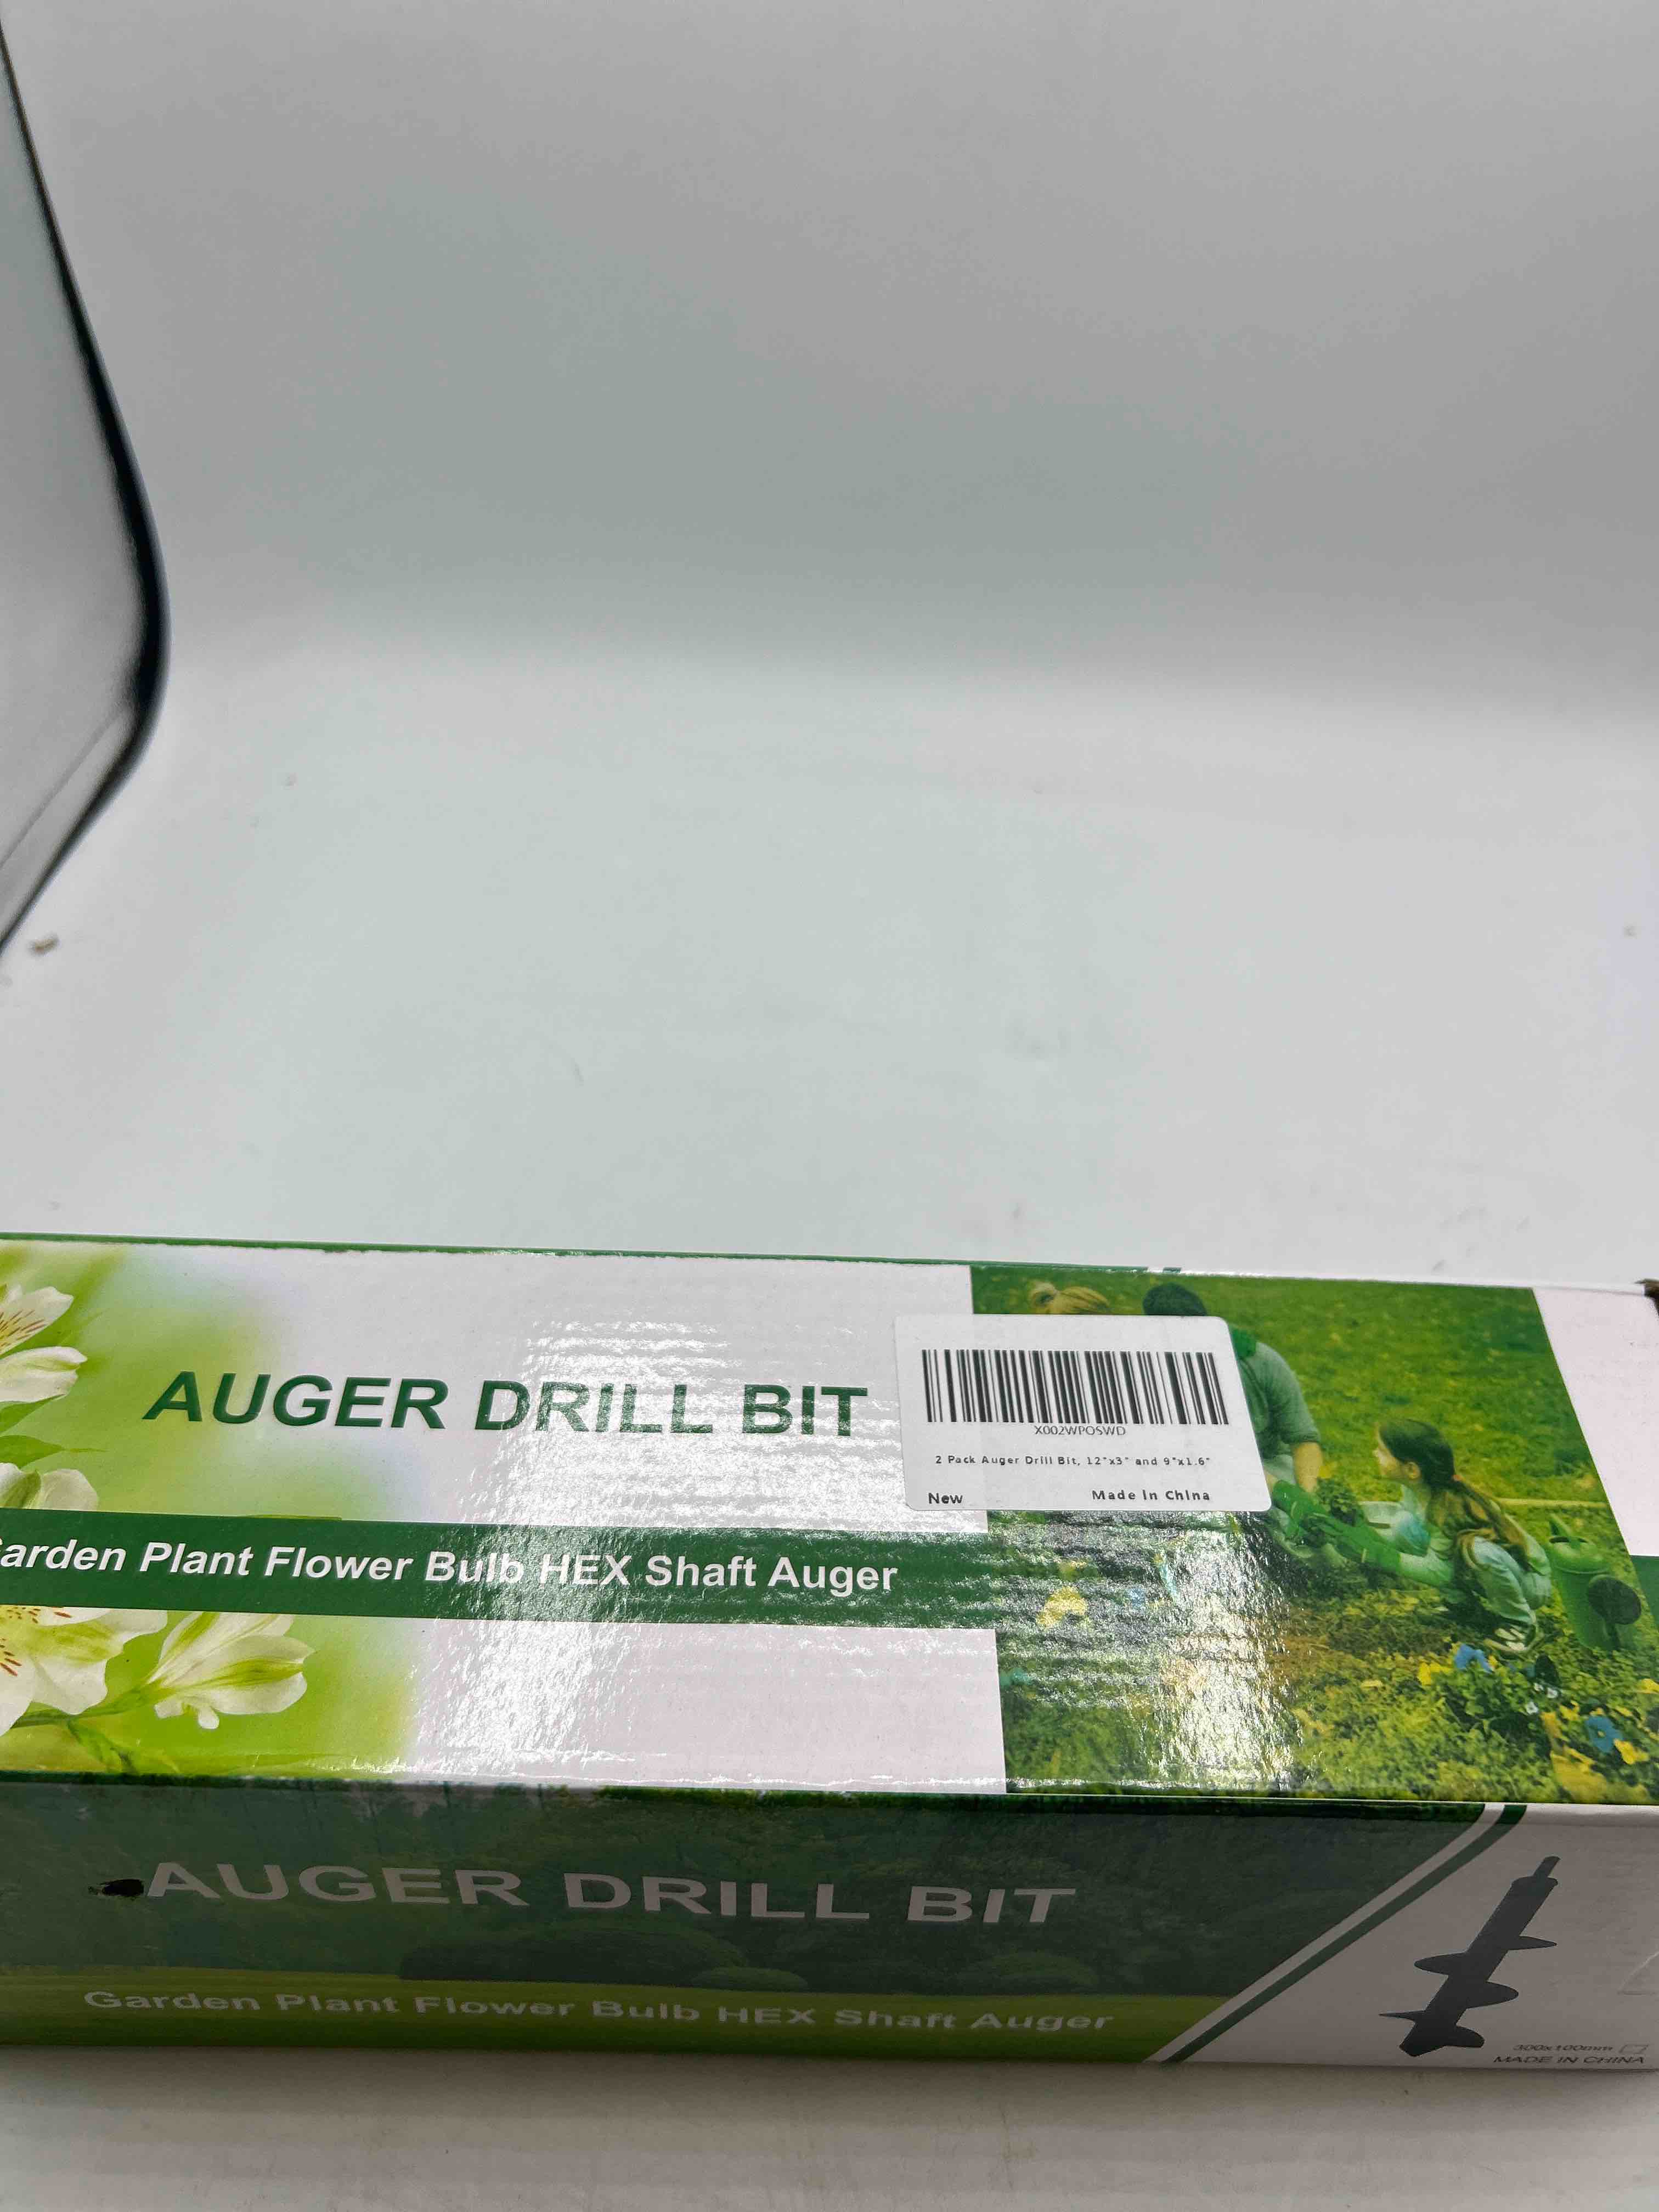 AUGER DRILL BIT
X002WPOSWD
2 Pack Auger Drill Bit, 12"x3" and 9"x1.6"
New
Made in China
arden Plant Flower Bulb HEX Shaft Auger
AUGER DRILL BIT
Garden Plant Flower Bulb HEX Shaft Auger
300x100mm
MADE IN CHINA